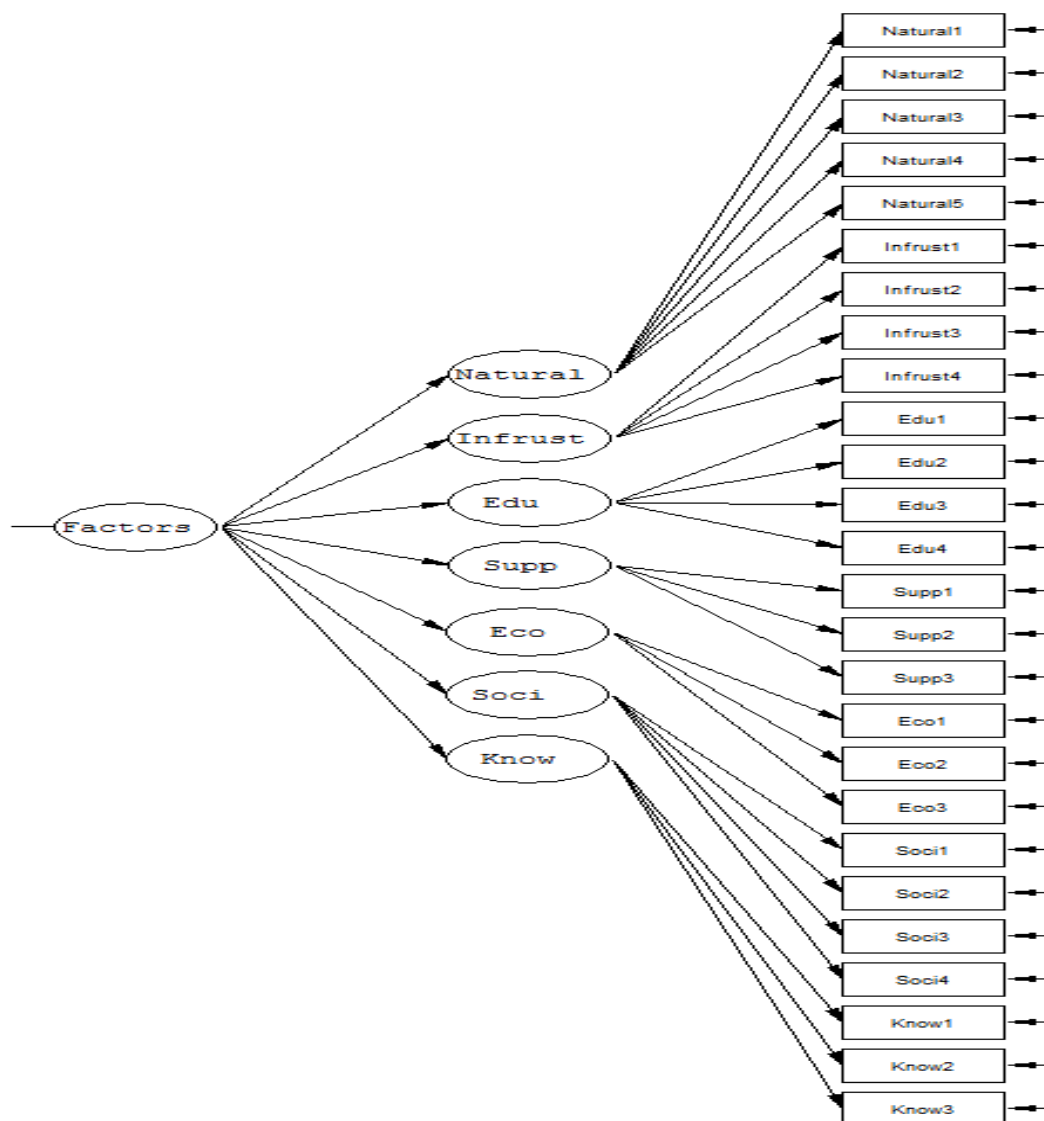 Natural1
Natural2
Natural3
Natural4
Natural5
Infrust1
Infrust2
Infrust3
Infrust4
Edu1
Edu2
Edu3
Edu4
Supp1
Supp2
Supp3
Eco1
Eco2
Eco3
Soci1
Soci2
Soci3
Soci4
Know1
Know2
Know3
Natural
Infrust
Edu
Supp
Eco
Soci
Know
Factors